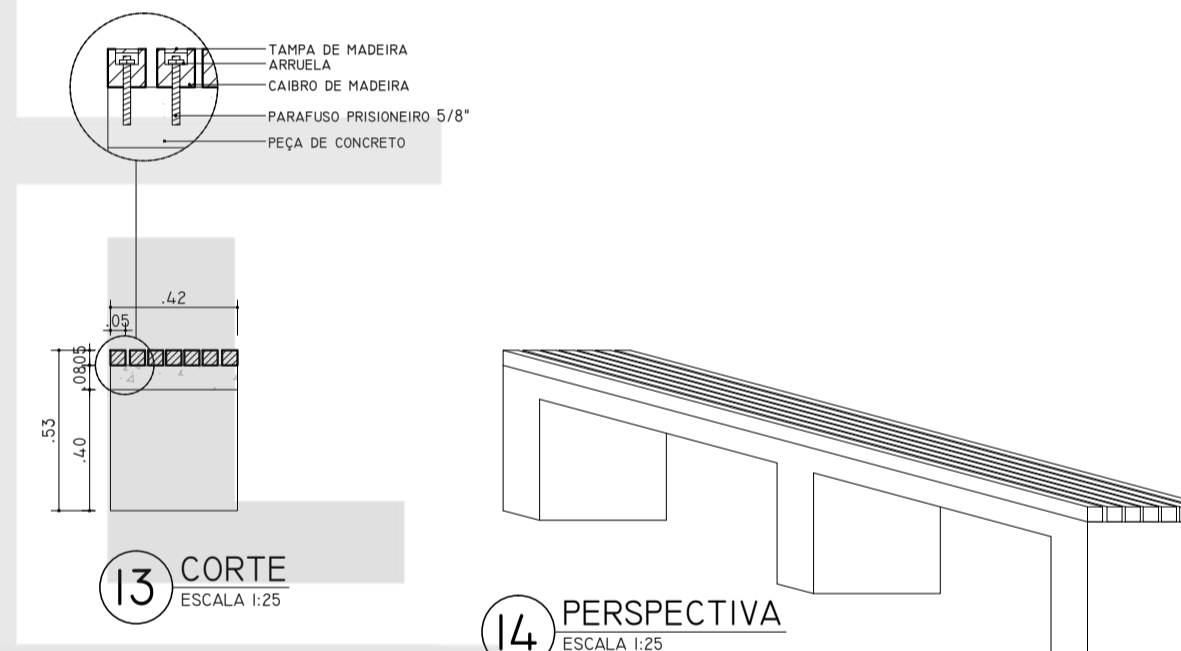 TAMPA DE MADEIRA
ARRUELA
CAIBRO DE MADEIRA
PARAFUSO PRISIONEIRO 5/8"
PEÇA DE CONCRETO
.42
.05
.05
.08
.53
.40
13 CORTE
ESCALA 1:25
14 PERSPECTIVA
ESCALA 1:25